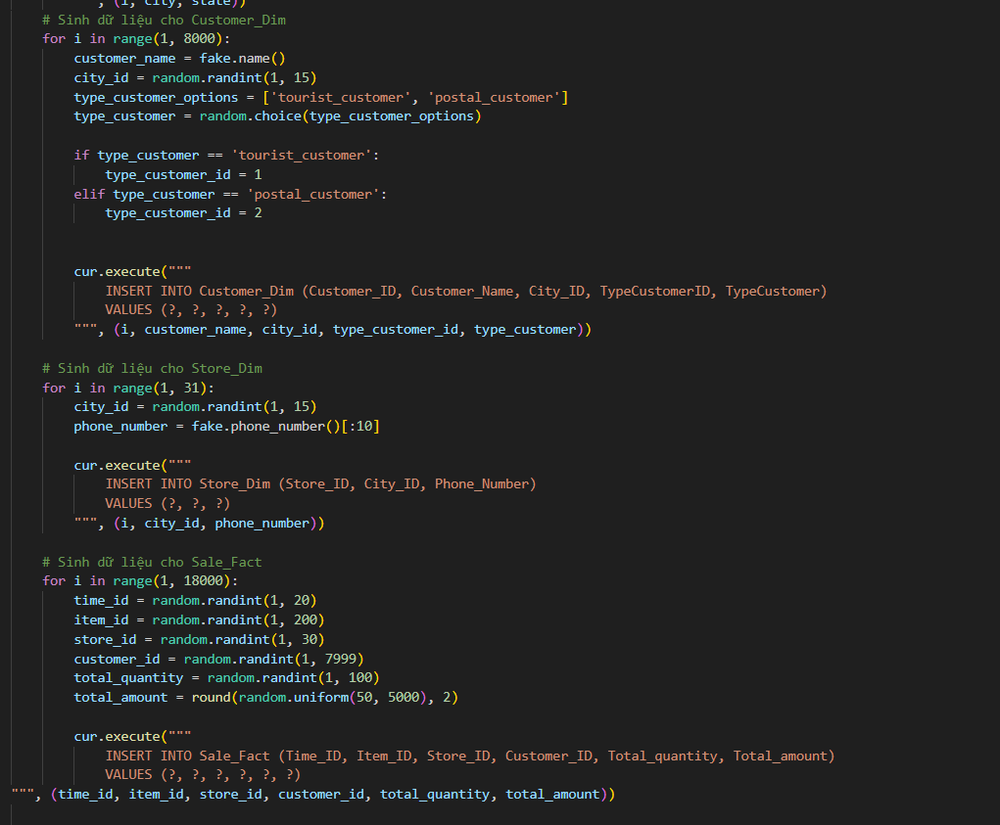 """, (i, city, state))
# Sinh dữ liệu cho Customer_Dim
for i in range(1, 8000):
customer_name = fake.name()
city_id = random.randint(1, 15)
type_customer_options = ['tourist_customer', 'postal_customer']
type_customer = random.choice(type_customer_options)
if type_customer == 'tourist_customer':
type_customer_id = 1
elif type_customer == 'postal_customer':
type_customer_id = 2
cur.execute("""
INSERT INTO Customer_Dim (Customer_ID, Customer_Name, City_ID, TypeCustomerID, TypeCustomer)
VALUES (?, ?, ?, ?, ?)
""", (i, customer_name, city_id, type_customer_id, type_customer))
# Sinh dữ liệu cho Store_Dim
for i in range(1, 31):
city_id = random.randint(1, 15)
phone_number = fake.phone_number()[:10]
cur.execute("""
INSERT INTO Store_Dim (Store_ID, City_ID, Phone_Number)
VALUES (?, ?, ?)
""", (i, city_id, phone_number))
# Sinh dữ liệu cho Sale_Fact
for i in range(1, 18000):
time_id = random.randint(1, 20)
item_id = random.randint(1, 200)
store_id = random.randint(1, 30)
customer_id = random.randint(1, 7999)
total_quantity = random.randint(1, 100)
total_amount = round(random.uniform(50, 5000), 2)
cur.execute("""
INSERT INTO Sale_Fact (Time_ID, Item_ID, Store_ID, Customer_ID, Total_quantity, Total_amount)
VALUES (?, ?, ?, ?, ?, ?)
""", (time_id, item_id, store_id, customer_id, total_quantity, total_amount))